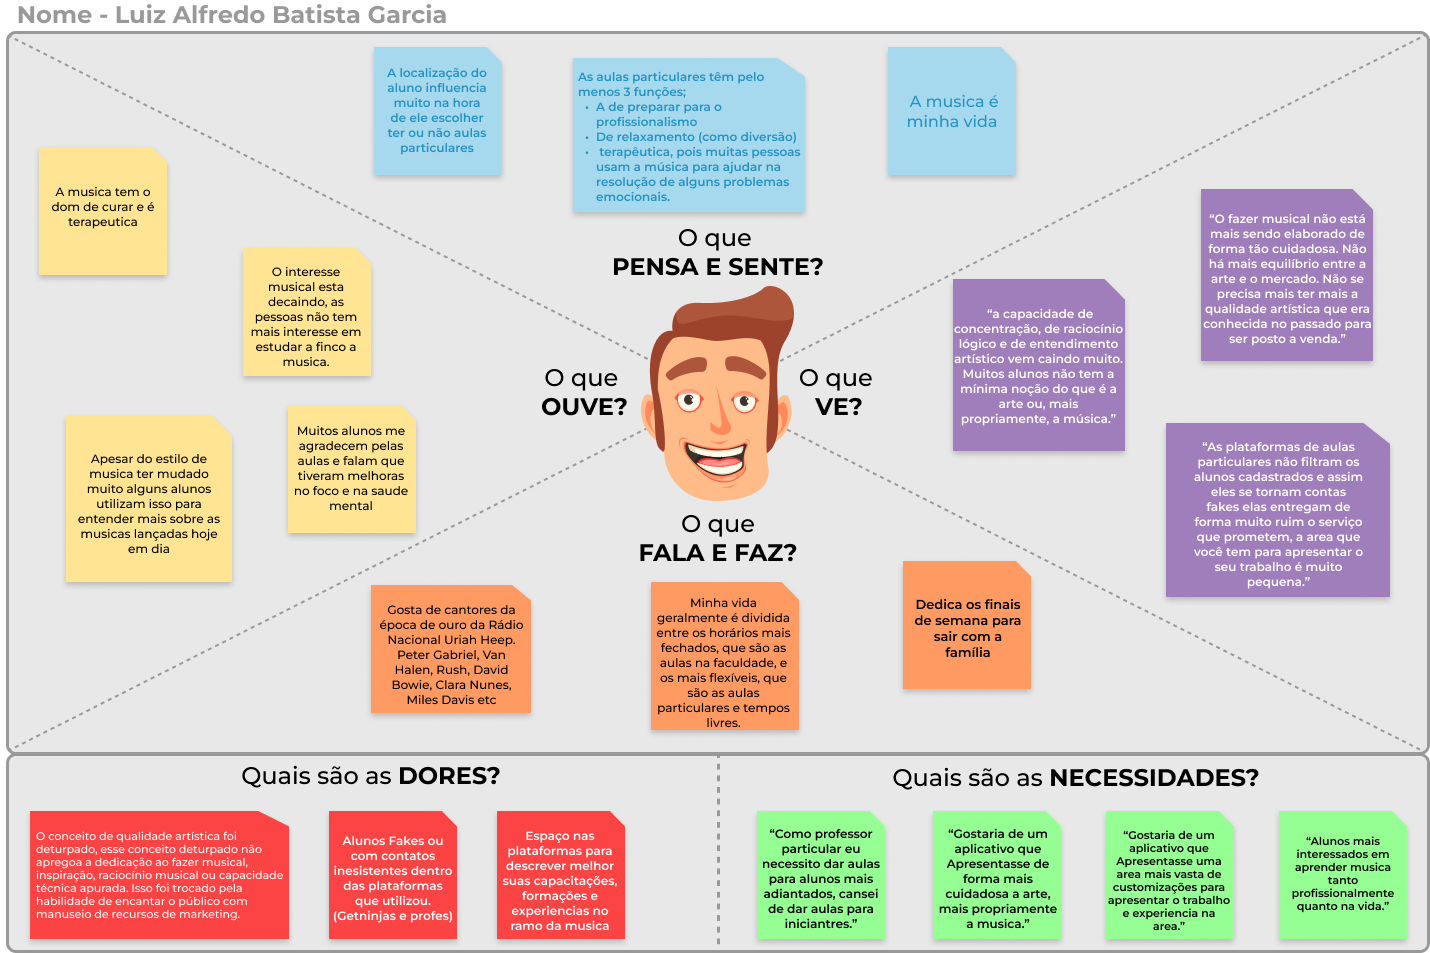 Nome - Luiz Alfredo Batista Garcia
A localização do
aluno influencia
muito na hora
de ele escolher
ter ou não aulas
particulares
As aulas particulares têm pelo
menos 3 funções;
• A de preparar para o
profissionalismo
• De relaxamento (como diversão)
• terapêutica, pois muitas pessoas
usam a música para ajudar na
resolução de alguns problemas
emocionais.
A musica é
minha vida
O que
PENSA E SENTE?
A musica tem o
dom de curar e é
terapeutica
O interesse
musical esta
decaindo, as
pessoas não tem
mais interesse em
estudar a finco a
musica.
Apesar do estilo de
musica ter mudado
muito alguns alunos
utilizam isso para
entender mais sobre as
musicas lançadas hoje
em dia
Muitos alunos me
agradecem pelas
aulas e falam que
tiveram melhoras
no foco e na saude
mental
O que
OUVE?
O que
VE?
“a capacidade de
concentração, de raciocínio
lógico e de entendimento
artístico vem caindo muito.
Muitos alunos não tem a
mínima noção do que é a
arte ou, mais
propriamente, a música.”
“O fazer musical não está
mais sendo elaborado de
forma tão cuidadosa. Não
há mais equilíbrio entre a
arte e o mercado. Não se
precisa mais ter mais a
qualidade artística que era
conhecida no passado para
ser posto a venda.”
“As plataformas de aulas
particulares não filtram os
alunos cadastrados e assim
eles se tornam contas
fakes elas entregam de
forma muito ruim o serviço
que prometem, a area que
você tem para apresentar o
seu trabalho é muito
pequena.”
O que
FALA E FAZ?
Gosta de cantores da
época de ouro da Rádio
Nacional Uriah Heep.
Peter Gabriel, Van
Halen, Rush, David
Bowie, Clara Nunes,
Miles Davis etc
Minha vida
geralmente é dividida
entre os horários mais
fechados, que são as
aulas na faculdade, e
os mais flexíveis, que
são as aulas
particulares e tempos
livres.
Dedica os finais
de semana para
sair com a
família
Quais são as DORES?
O conceito de qualidade artística foi
deturpado, esse conceito deturpado não
apregoa a dedicação ao fazer musical,
inspiração, raciocínio musical ou capacidade
técnica apurada. Isso foi trocado pela
habilidade de encantar o público com
manuseio de recursos de marketing.
Alunos Fakes ou
com contatos
inesistentes dentro
das plataformas
que utilizou.
(Getninjas e profes)
Espaço nas
plataformas para
descrever melhor
suas capacitações,
formações e
experiencias no
ramo da musica
Quais são as NECESSIDADES?
“Como professor
particular eu
necessito dar aulas
para alunos mais
adiantados, cansei
de dar aulas para
iniciantres.”
“Gostaria de um
aplicativo que
Apresentasse de
forma mais
cuidadosa a arte,
mais propriamente
a musica.”
“Gostaria de um
aplicativo que
Apresentasse uma
area mais vasta de
customizações para
apresentar o trabalho
e experiencia na
area.”
“Alunos mais
interessados em
aprender musica
tanto
profissionalmente
quanto na vida.”